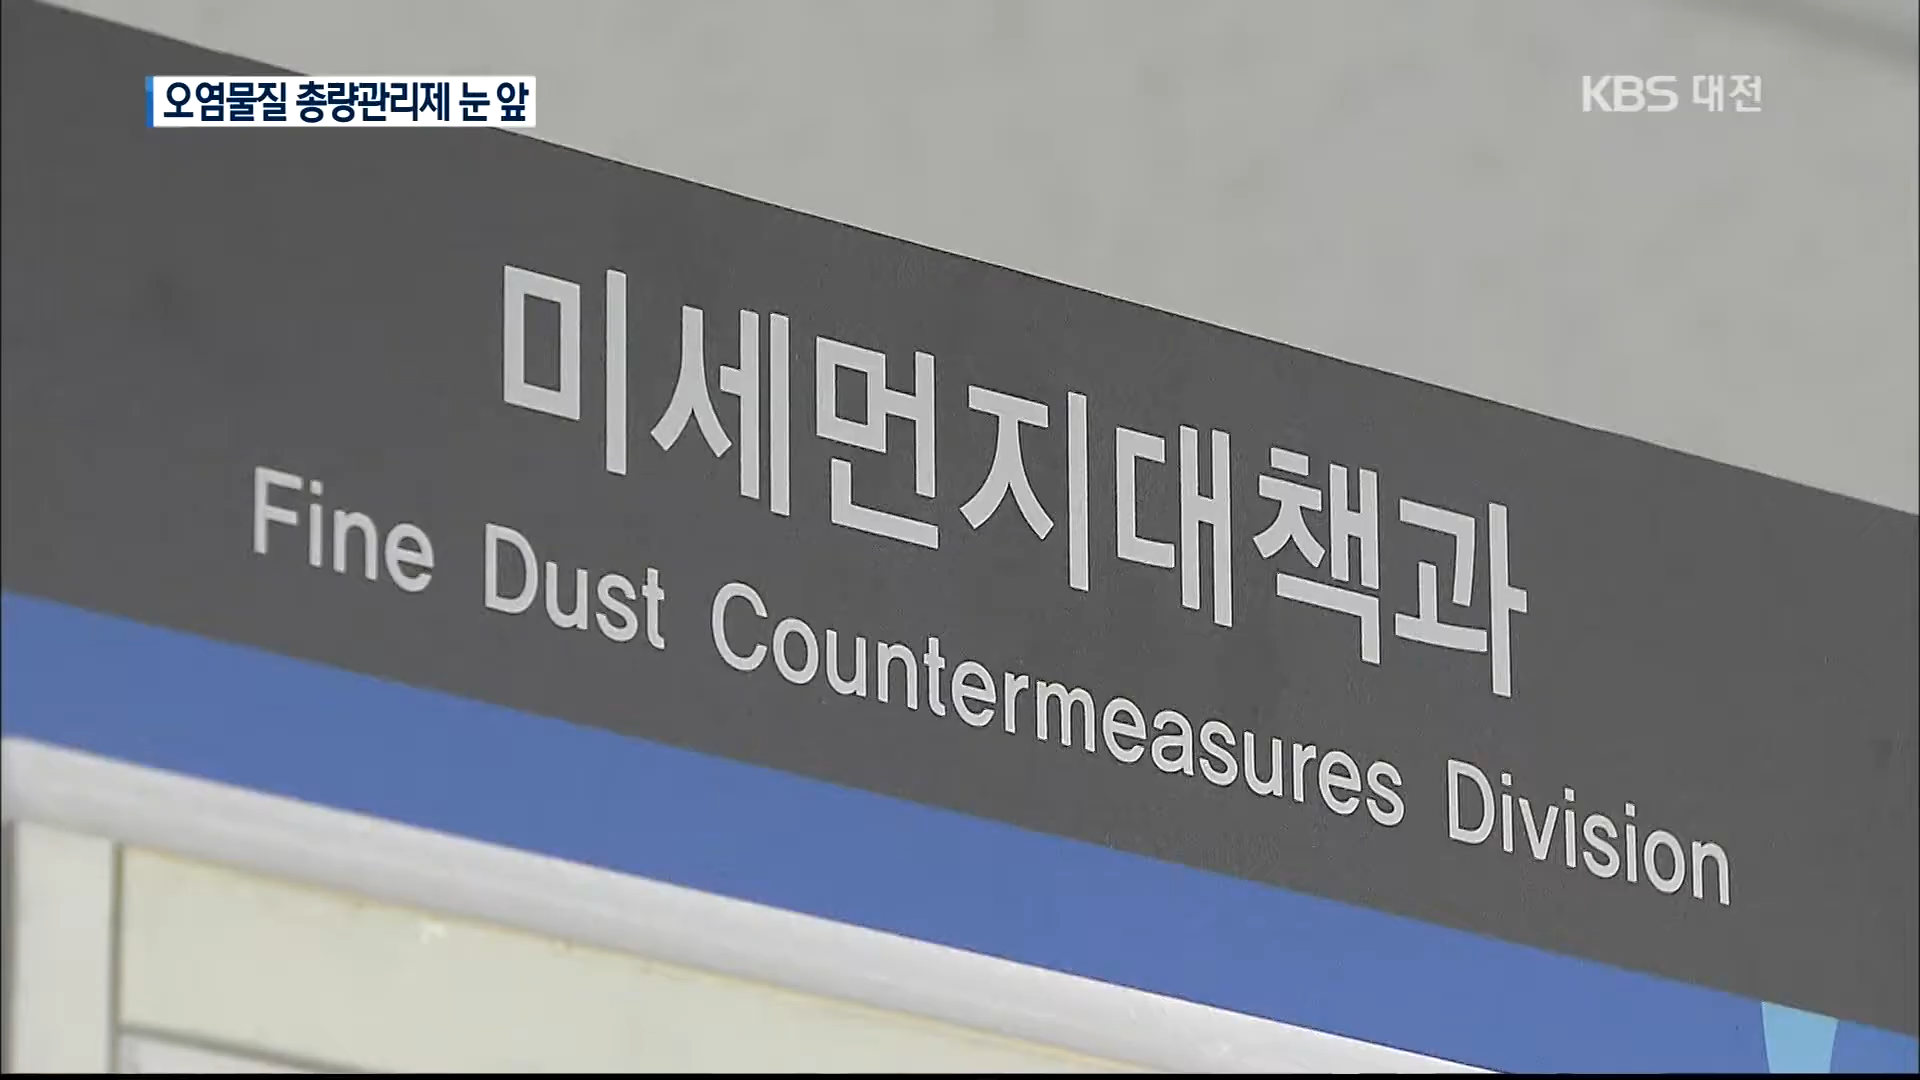 오염물질 총량관리제 눈 앞
KBS 대전
미세먼지대책과
Fine Dust Countermeasures Division